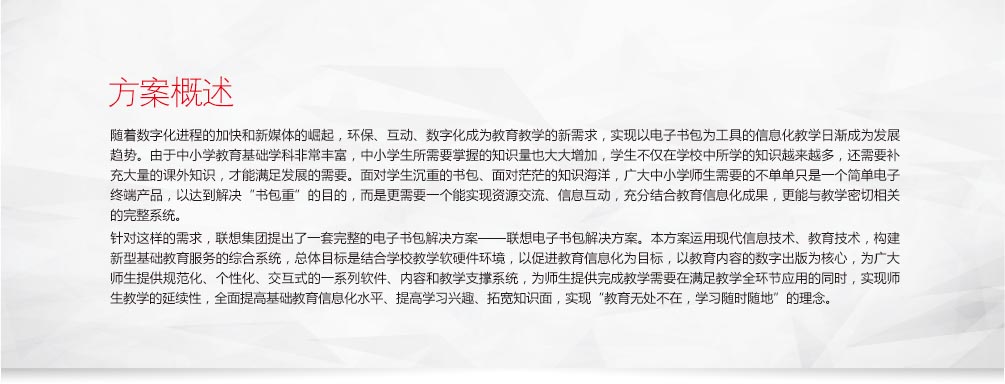 方案概述
随着数字化进程的加快和新媒体的崛起，环保、互动、数字化成为教育教学的新需求，实现以电子书包为工具的信息化教学日渐成为发展
趋势。由于中小学教育基础学科非常丰富，中小学生所需要掌握的知识量也大大增加，学生不仅在学校中所学的知识越来越多，还需要补
充大量的课外知识，才能满足发展的需要。面对学生沉重的书包、面对茫茫的知识海洋，广大中小学师生需要的不单单只是一个简单电子
终端产品，以达到解决“书包重”的目的，而是更需要一个能实现资源交流、信息互动，充分结合教育信息化成果，更能与教学密切相关
的完整系统。
针对这样的需求，联想集团提出了一套完整的电子书包解决方案——联想电子书包解决方案。本方案运用现代信息技术、教育技术，构建
新型基础教育服务的综合系统，总体目标是结合学校教学软硬件环境，以促进教育信息化为目标，以教育内容的数字出版为核心，为广大
师生提供规范化、个性化、交互式的一系列软件、内容和教学支撑系统，为师生提供完成教学需要在满足教学全环节应用的同时，实现师
生教学的延续性，全面提高基础教育信息化水平、提高学习兴趣、拓宽知识面，实现“教育无处不在，学习随时随地”的理念。